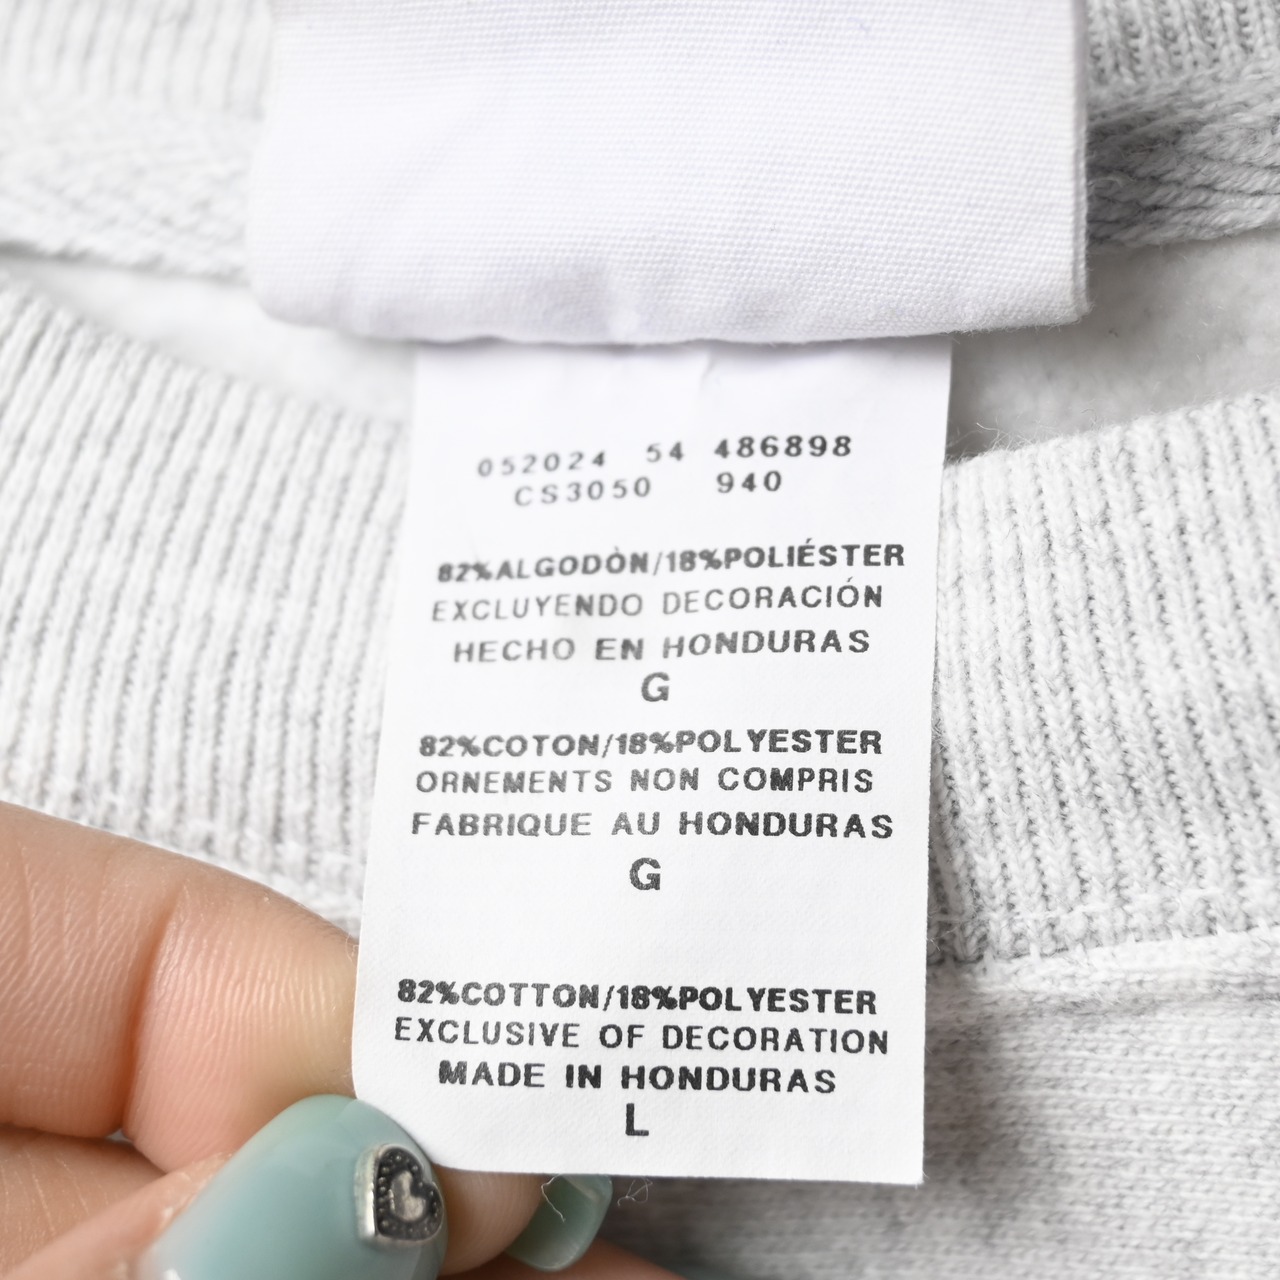 052024 54 486898
CS3050 940
82%ALGODÒN/18%POLIÉSTER
EXCLUYENDO DECORACIÓN
HECHO EN HONDURAS
G
82%COTON/18%POLYESTER
ORNEMENTS NON COMPRIS
FABRIQUE AU HONDURAS
G
82%COTTON/18%POLYESTER
EXCLUSIVE OF DECORATION
MADE IN HONDURAS
L